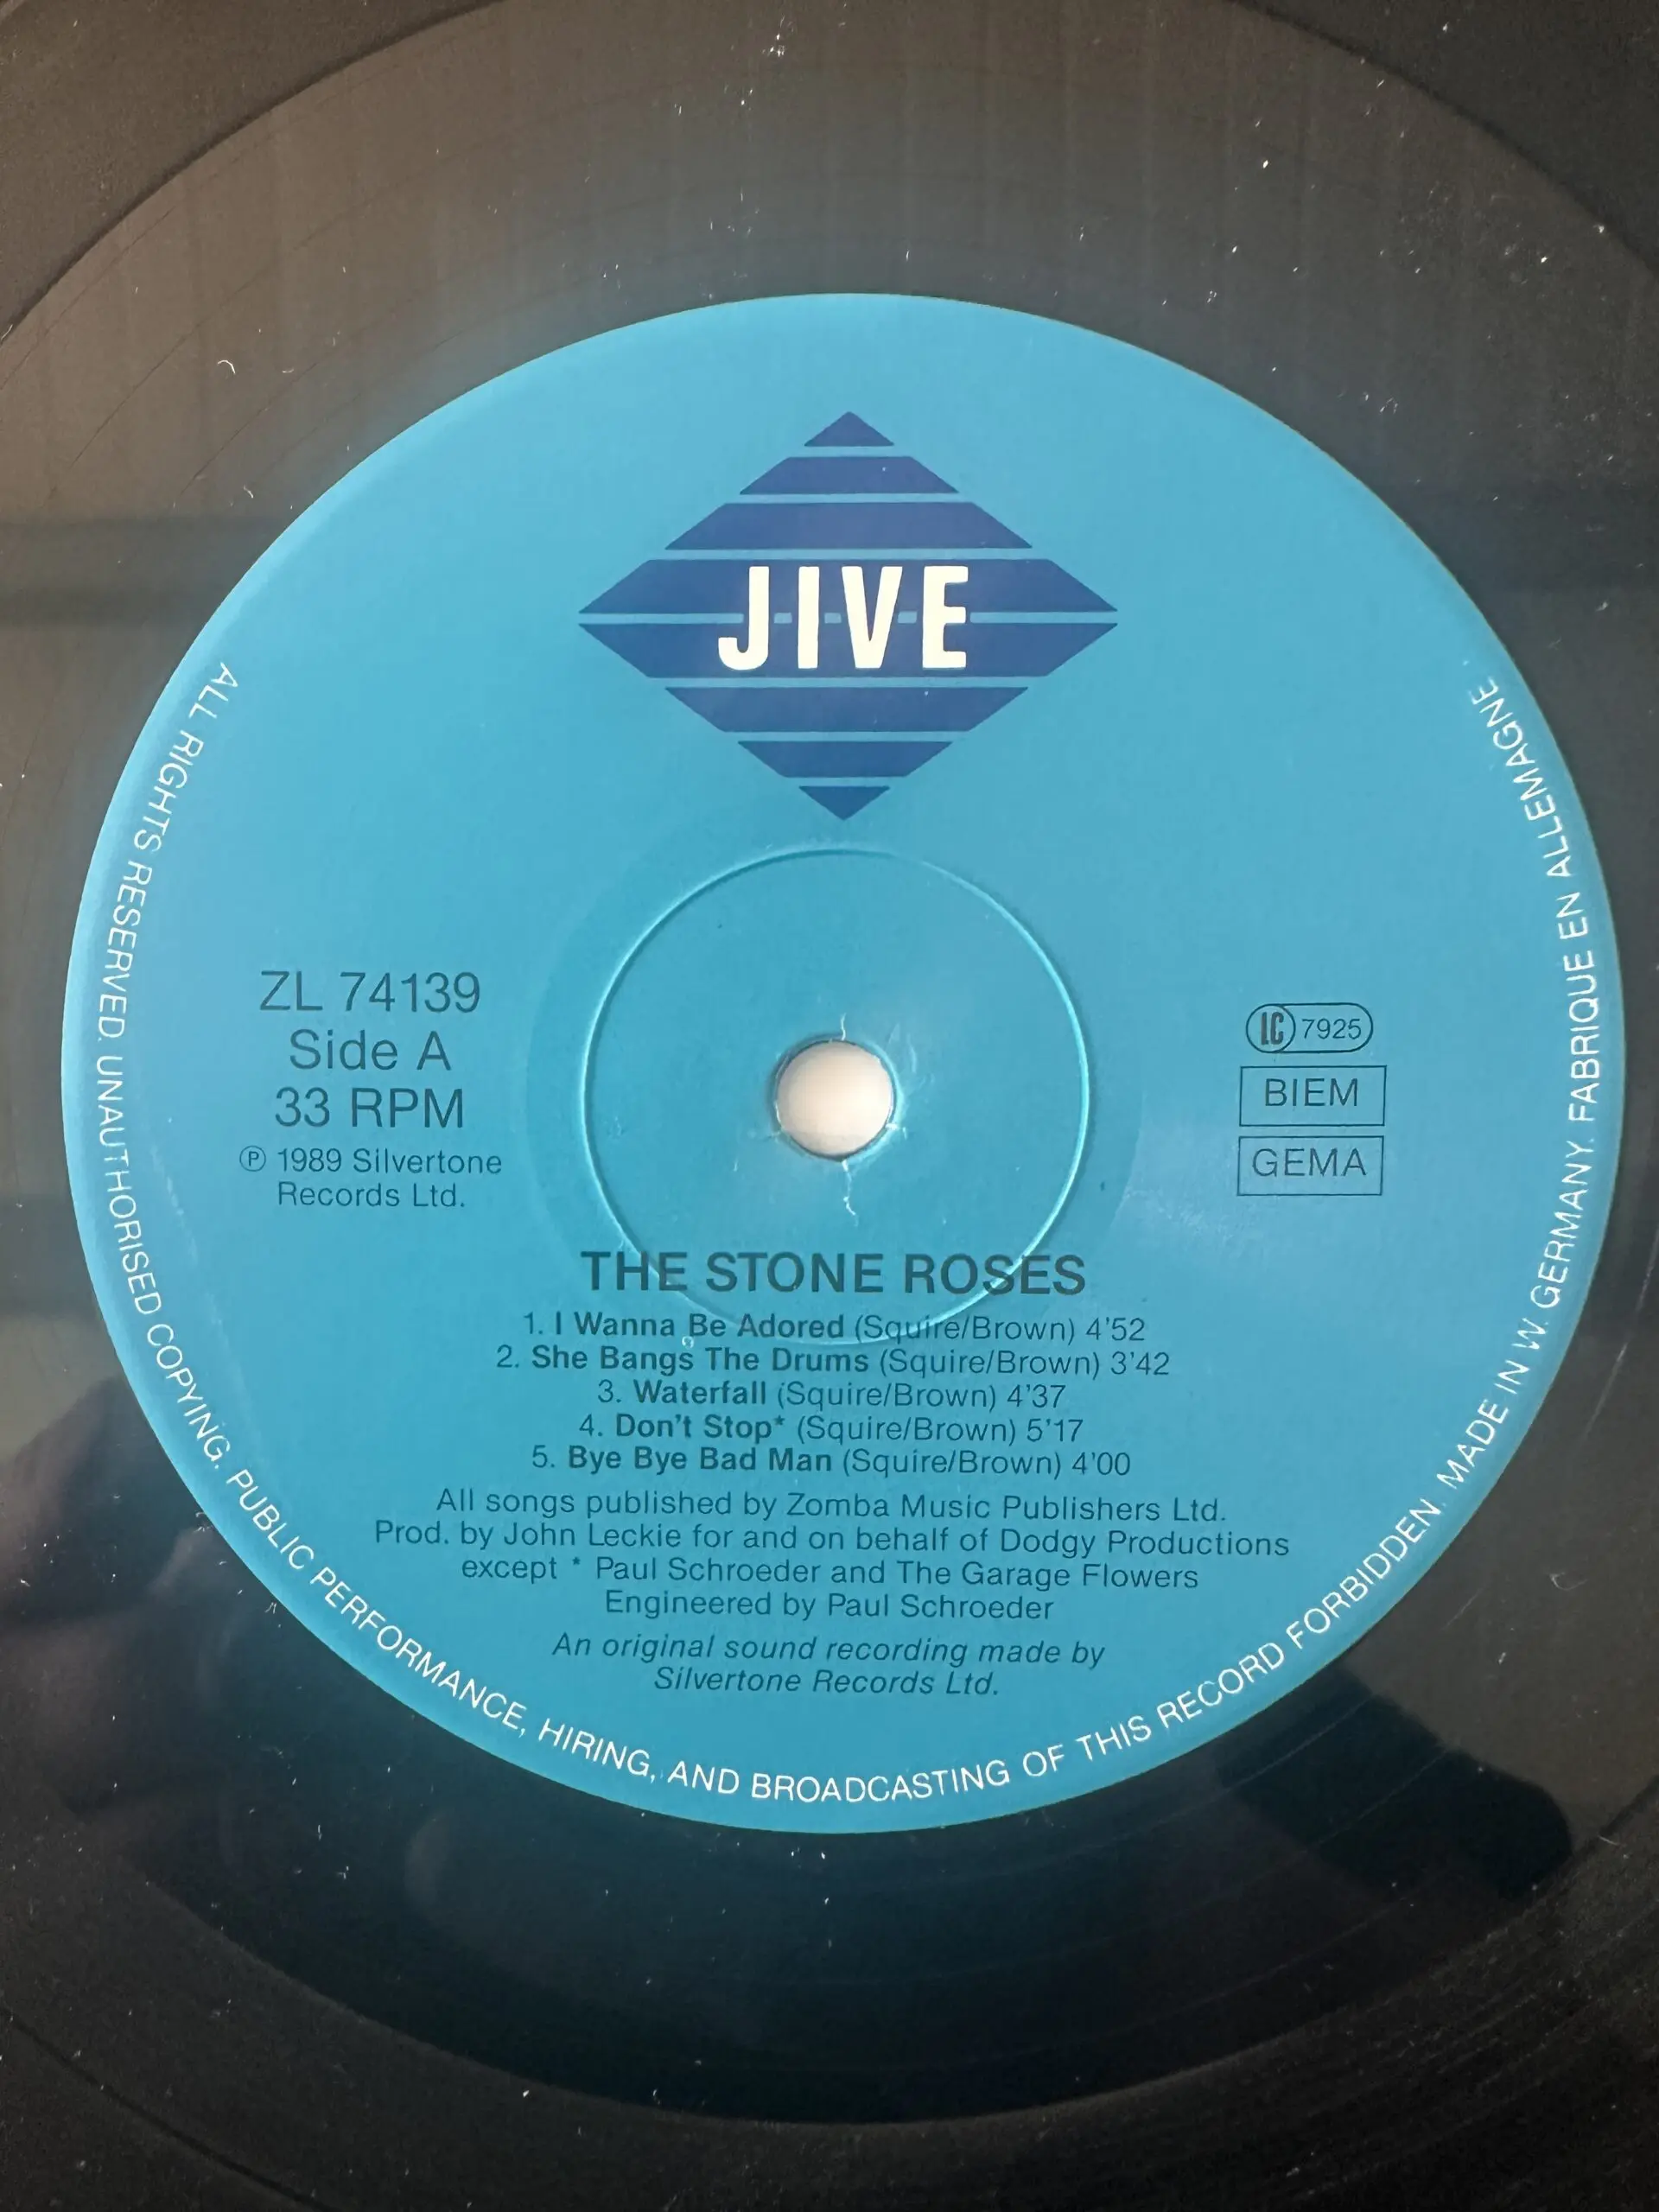 JIVE
ZL 74139
Side A
33 RPM
℗ 1989 Silvertone
Records Ltd.
LC 7925
BIEM
GEMA
THE STONE ROSES
1. I Wanna Be Adored (Squire/Brown) 4'52
2. She Bangs The Drums (Squire/Brown) 3'42
3. Waterfall (Squire/Brown) 4'37
4. Don't Stop* (Squire/Brown) 5'17
5. Bye Bye Bad Man (Squire/Brown) 4'00
All songs published by Zomba Music Publishers Ltd.
Prod. by John Leckie for and on behalf of Dodgy Productions
except * Paul Schroeder and The Garage Flowers
Engineered by Paul Schroeder
An original sound recording made by
Silvertone Records Ltd.
ALL RIGHTS RESERVED. UNAUTHORISED COPYING. PUBLIC PERFORMANCE, HIRING, AND BROADCASTING OF THIS RECORD FORBIDDEN. MADE IN W. GERMANY. FABRIQUE EN ALLEMAGNE